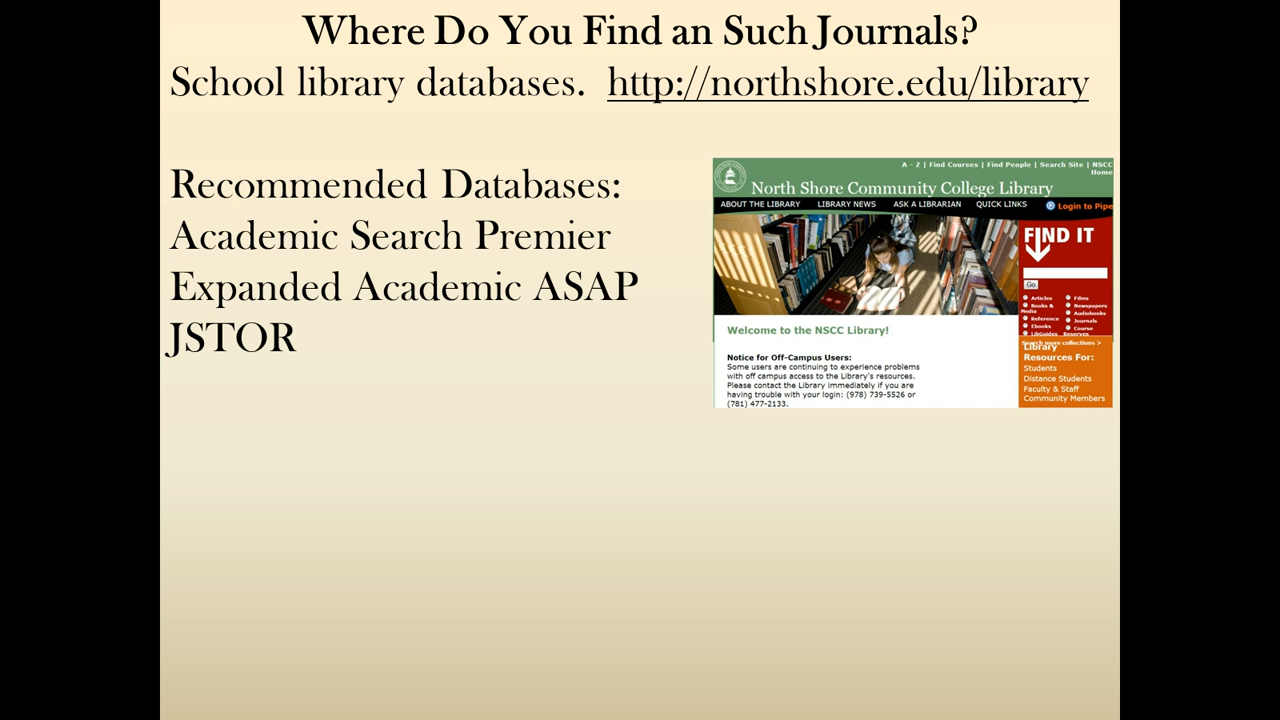 Where Do You Find an Such Journals?
School library databases. http://northshore.edu/library
Recommended Databases:
Academic Search Premier
Expanded Academic ASAP
JSTOR
A - Z | Find Courses | Find People | Search Site | NSCC
Home
North Shore Community College Library
ABOUT THE LIBRARY LIBRARY NEWS ASK A LIBRARIAN QUICK LINKS Login to Pipe
FIND IT
Go
Articles Films
Books & Newspapers
Media Audiobooks
Reference Journals
Ebooks Course
LibGuides Reserves
Search more collections >
Library
Resources For:
Students
Distance Students
Faculty & Staff
Community Members
Welcome to the NSCC Library!
Notice for Off-Campus Users:
Some users are continuing to experience problems
with off campus access to the Library's resources.
Please contact the Library immediately if you are
having trouble with your login: (978) 739-5526 or
(781) 477-2133.